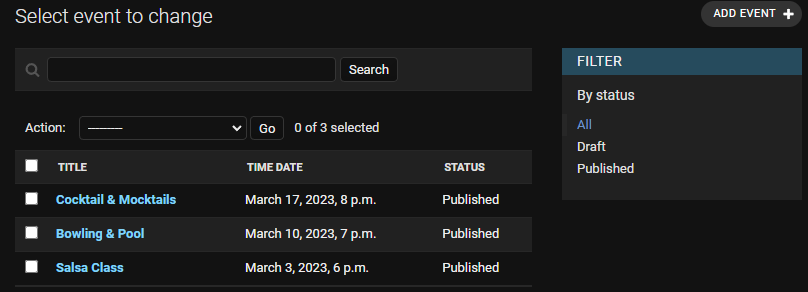 Select event to change
ADD EVENT +
Search
FILTER
By status
All
Draft
Published
Action: --------- Go 0 of 3 selected
TITLE TIME DATE STATUS
Cocktail & Mocktails March 17, 2023, 8 p.m. Published
Bowling & Pool March 10, 2023, 7 p.m. Published
Salsa Class March 3, 2023, 6 p.m. Published